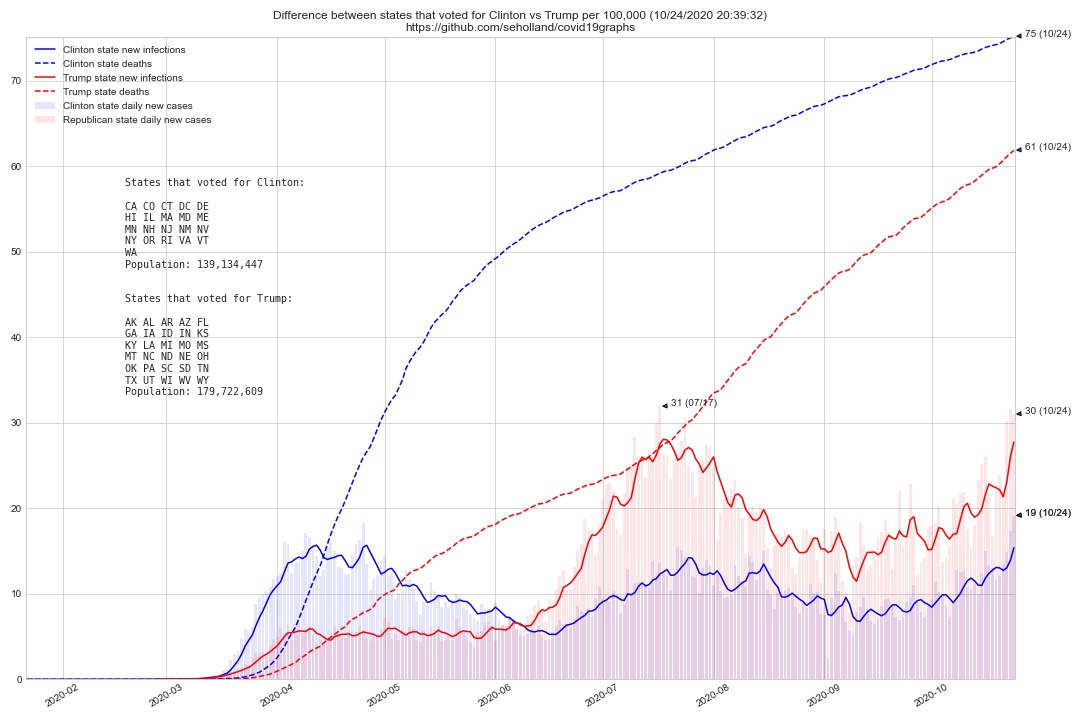 Difference between states that voted for Clinton vs Trump per 100,000 (10/24/2020 20:39:32)
https://github.com/seholland/covid19graphs
Clinton state new infections
Clinton state deaths
Trump state new infections
Trump state deaths
Clinton state daily new cases
Republican state daily new cases
75 (10/24)
61 (10/24)
31 (07/17)
30 (10/24)
19 (10/24)
States that voted for Clinton:
CA CO CT DC DE
HI IL MA MD ME
MN NH NJ NM NV
NY OR RI VA VT
WA
Population: 139,134,447
States that voted for Trump:
AK AL AR AZ FL
GA IA ID IN KS
KY LA MI MO MS
MT NC ND NE OH
OK PA SC SD TN
TX UT WI WV WY
Population: 179,722,609
70
60
50
40
30
20
10
0
2020-02
2020-03
2020-04
2020-05
2020-06
2020-07
2020-08
2020-09
2020-10